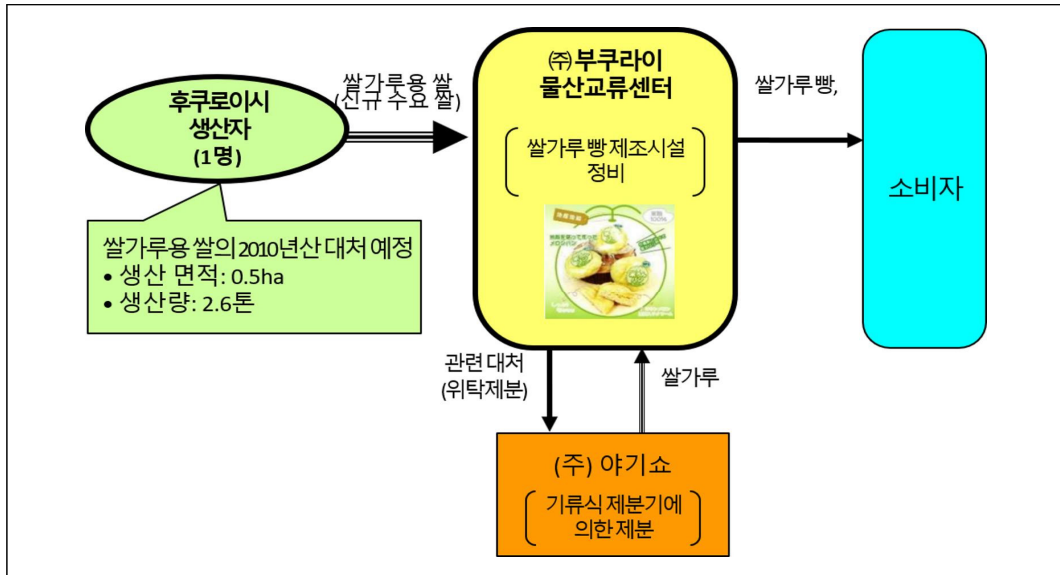 후쿠로이시
생산자
(1명)
쌀가루용 쌀
(신규 수요 쌀)
㈜ 부쿠라이
물산교류센터
쌀가루 빵 제조시설
정비
쌀가루 빵,
소비자
쌀가루용 쌀의 2010년산 대처 예정
• 생산 면적: 0.5ha
• 생산량: 2.6톤
관련 대처
(위탁제분)
쌀가루
(주) 야기쇼
기류식 제분기에
의한 제분